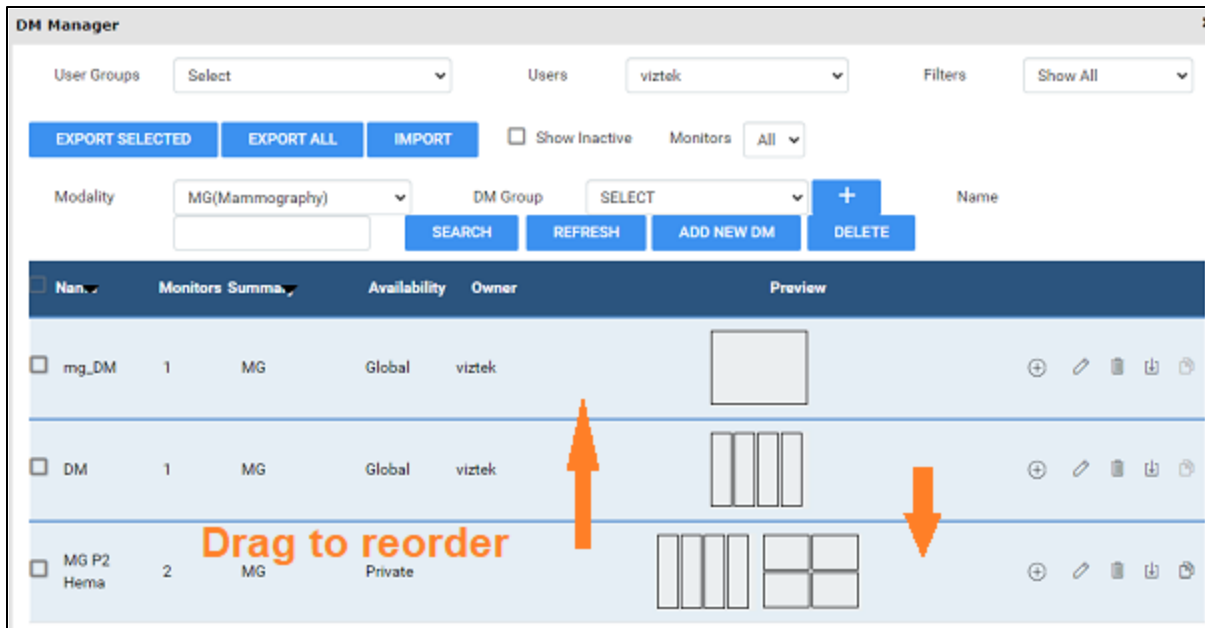 DM Manager
User Groups Select Users viztek Filters Show All
EXPORT SELECTED EXPORT ALL IMPORT Show Inactive Monitors All
Modality MG(Mammography) DM Group SELECT + Name
SEARCH REFRESH ADD NEW DM DELETE
Monitors Availability Owner Preview
mg_DM 1 MG Global viztek
DM 1 MG Global viztek
Drag to reorder
MG P2
Hema 2 MG Private